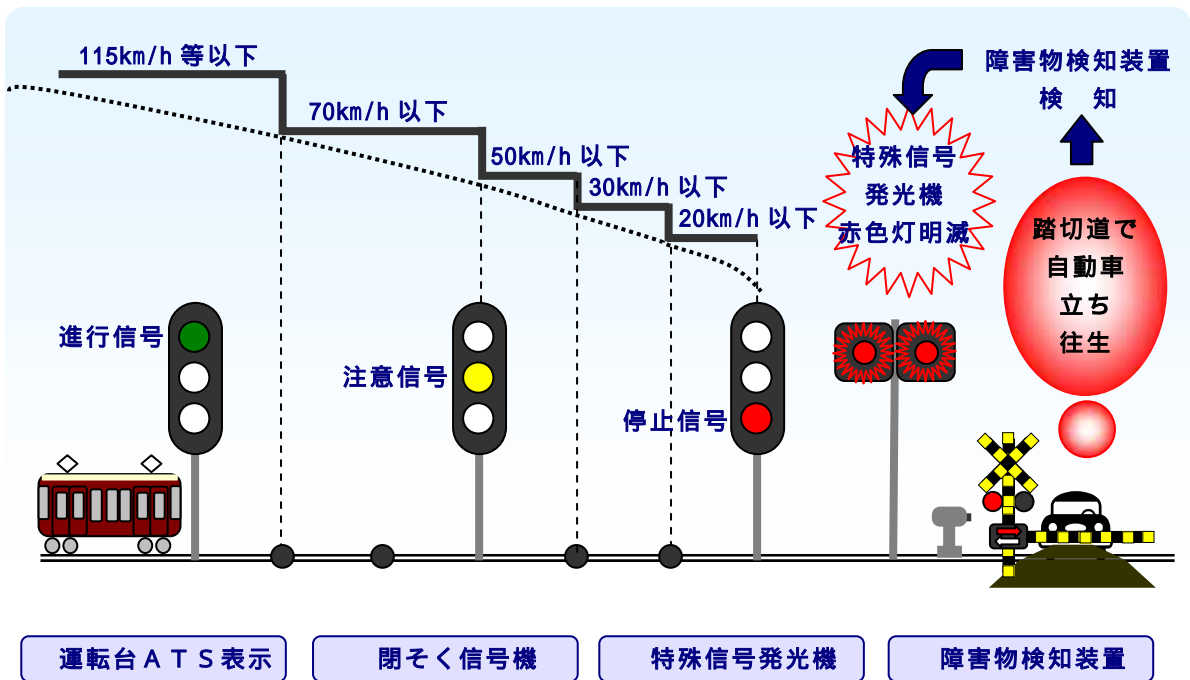 115km/h 等以下
70km/h 以下
50km/h 以下
30km/h 以下
20km/h 以下
障害物検知装置
検 知
特殊信号
発光機
赤色灯明滅
踏切道で
自動車
立ち
往生
進行信号
注意信号
停止信号
運転台ＡＴＳ表示
閉そく信号機
特殊信号発光機
障害物検知装置